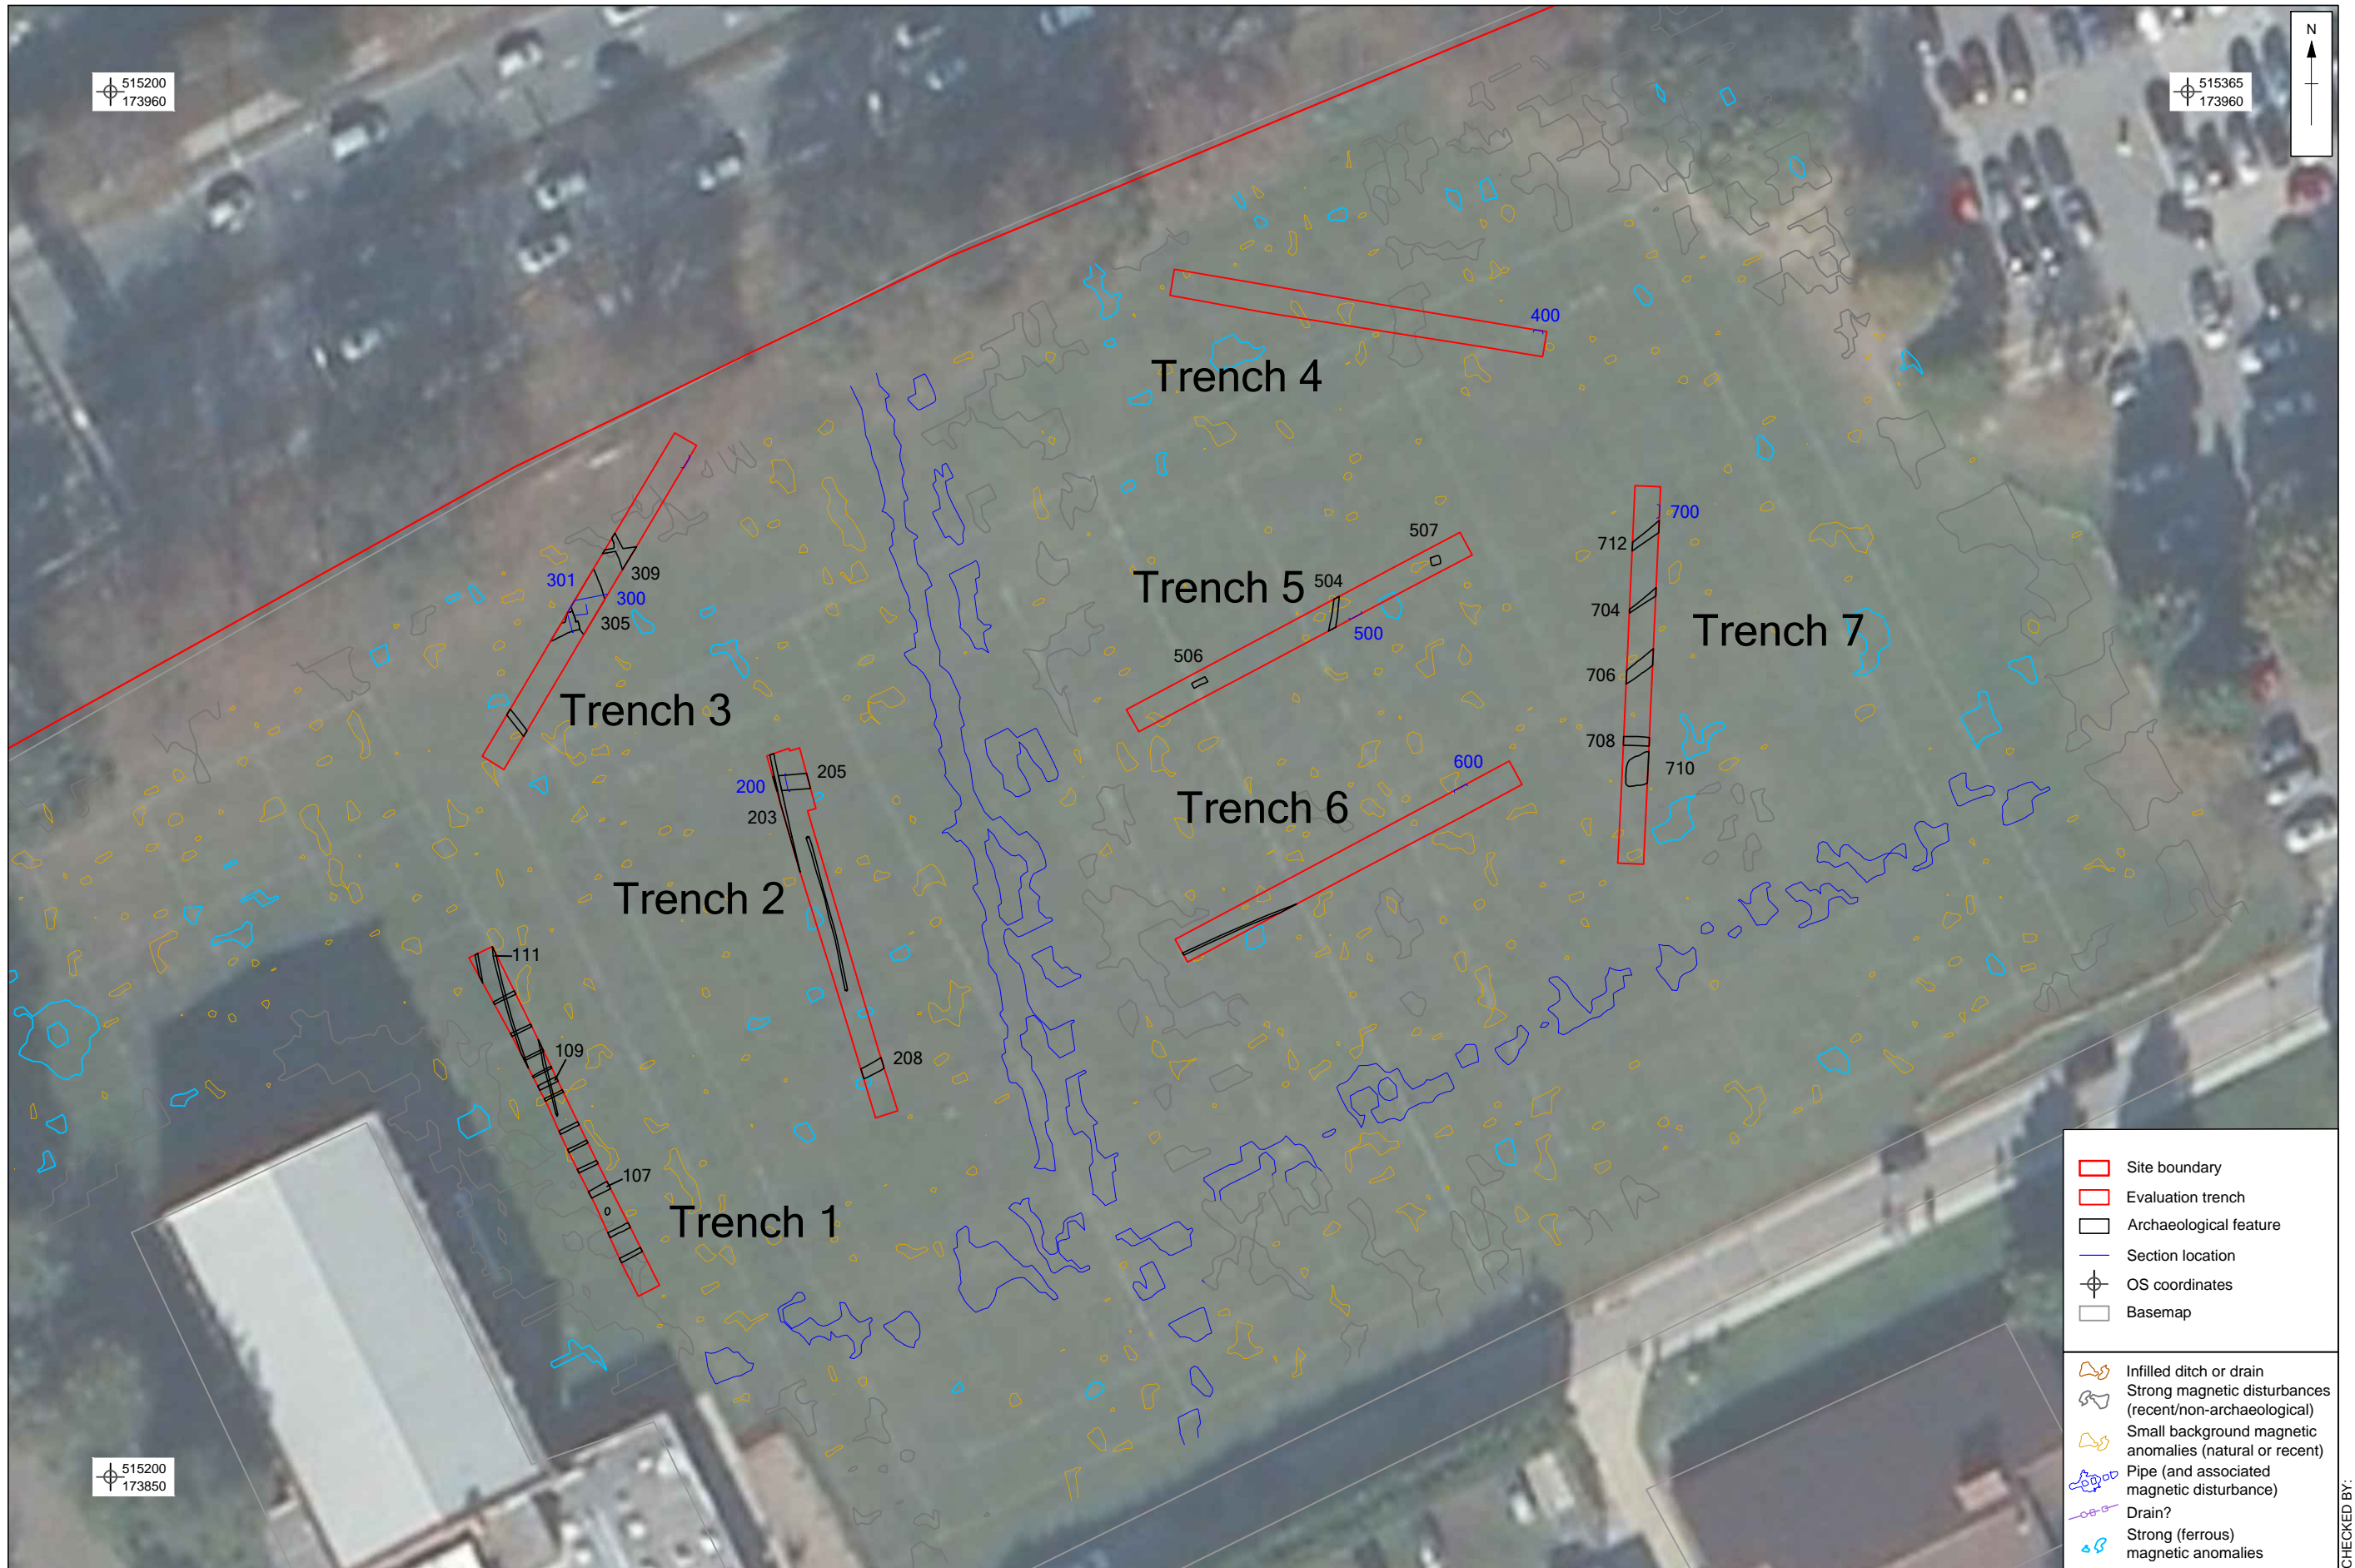 515200
173960
515365
173960
N
400
Trench 4
507
700
712
Trench 5
504
301
309
300
305
500
704
Trench 7
506
706
Trench 3
708
600
205
710
200
203
Trench 6
Trench 2
111
109
208
107
Trench 1
515200
173850
Site boundary
Evaluation trench
Archaeological feature
Section location
OS coordinates
Basemap
Infilled ditch or drain
Strong magnetic disturbances
(recent/non-archaeological)
Small background magnetic
anomalies (natural or recent)
Pipe (and associated
magnetic disturbance)
Drain?
Strong (ferrous)
magnetic anomalies
CHECKED BY: